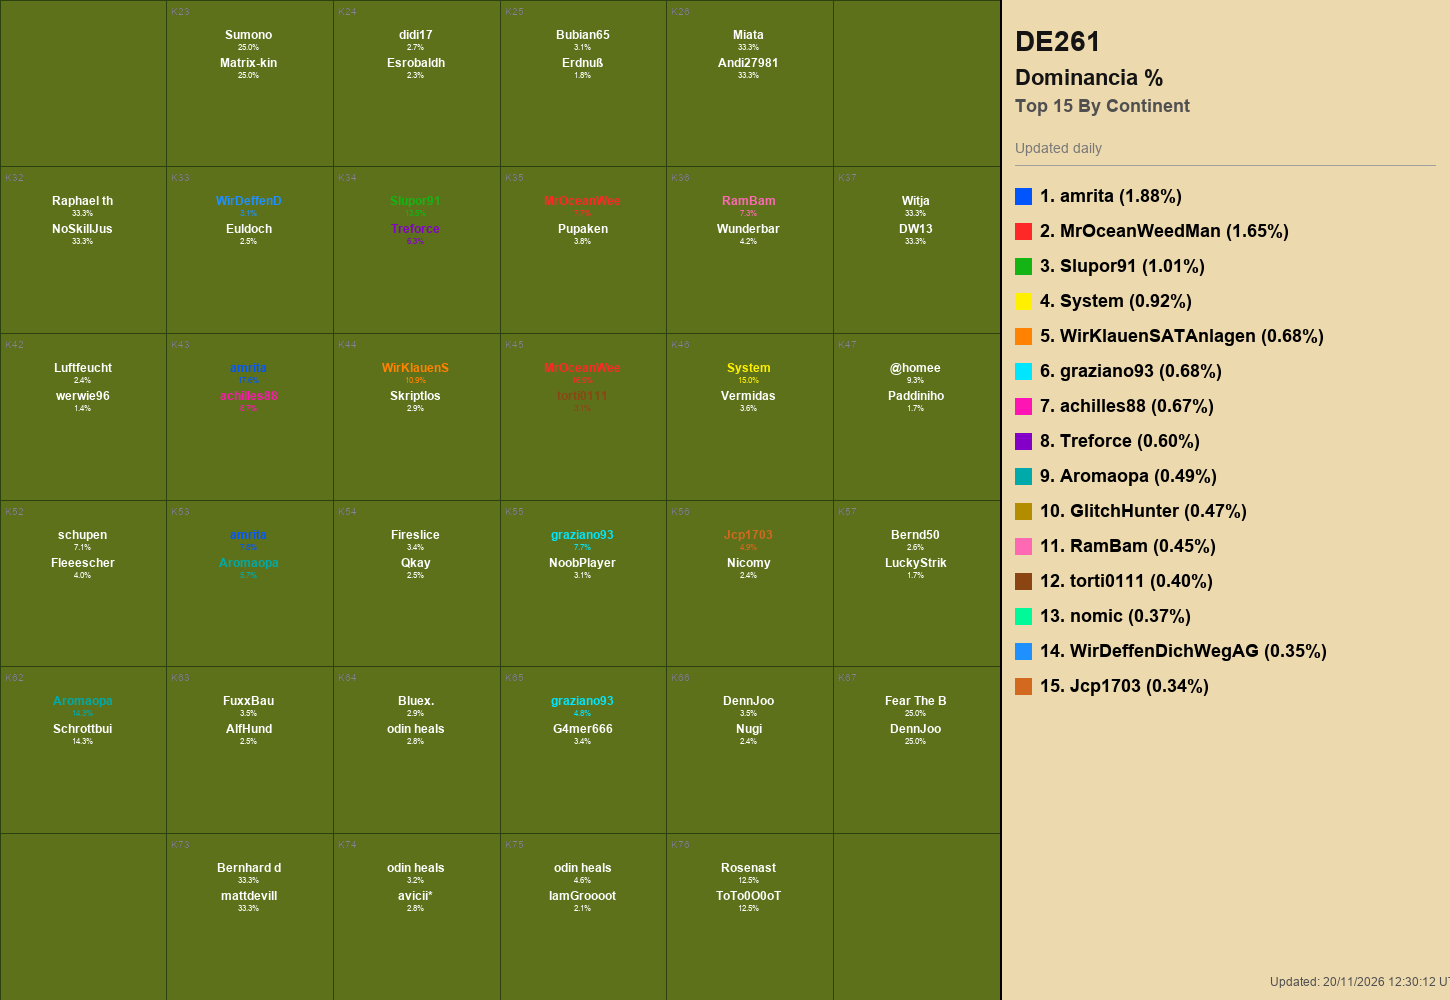 K23 K24 K25 K26
Sumono didi17 Bubian65 Miata
25.0% 2.7% 3.1% 33.3%
Matrix-kin Esrobaldh Erdnuß Andi27981
25.0% 2.3% 1.8% 33.3%
K32 K33 K34 K35 K36 K37
Raphael th WirDeffenD Slupor91 MrOceanWee RamBam Witja
33.3% 3.1% 7.7% 7.3% 33.3%
NoSkillJus Euldoch Treforce Pupaken Wunderbar DW13
33.3% 2.5% 6.3% 3.8% 4.2% 33.3%
K42 K43 K44 K45 K46 K47
Luftfeucht amrita WirKlauenS MrOceanWee System @homee
2.4% 10.9% 15.0% 9.3%
werwie96 achilles88 Skriptlos torti0111 Vermidas Paddiniho
1.4% 2.9% 3.6% 1.7%
K52 K53 K54 K55 K56 K57
schupen amrita Fireslice graziano93 Jcp1703 Bernd50
7.1% 3.4% 7.7% 4.9% 2.6%
Fleeescher Aromaopa Qkay NoobPlayer Nicomy LuckyStrik
4.0% 5.7% 2.5% 3.1% 2.4% 1.7%
K62 K63 K64 K65 K66 K67
Aromaopa FuxxBau Bluex. graziano93 DennJoo Fear The B
14.3% 3.5% 2.9% 4.8% 3.5% 25.0%
Schrottbui AlfHund odin heals G4mer666 Nugi DennJoo
14.3% 2.5% 2.8% 3.4% 2.4% 25.0%
K73 K74 K75 K76
Bernhard d odin heals odin heals Rosenast
33.3% 3.2% 4.6% 12.5%
mattdevill avicii* IamGroooot ToTo0O0oT
33.3% 2.8% 2.1% 12.5%
DE261
Dominancia %
Top 15 By Continent
Updated daily
1. amrita (1.88%)
2. MrOceanWeedMan (1.65%)
3. Slupor91 (1.01%)
4. System (0.92%)
5. WirKlauenSATAnlagen (0.68%)
6. graziano93 (0.68%)
7. achilles88 (0.67%)
8. Treforce (0.60%)
9. Aromaopa (0.49%)
10. GlitchHunter (0.47%)
11. RamBam (0.45%)
12. torti0111 (0.40%)
13. nomic (0.37%)
14. WirDeffenDichWegAG (0.35%)
15. Jcp1703 (0.34%)
Updated: 20/11/2026 12:30:12